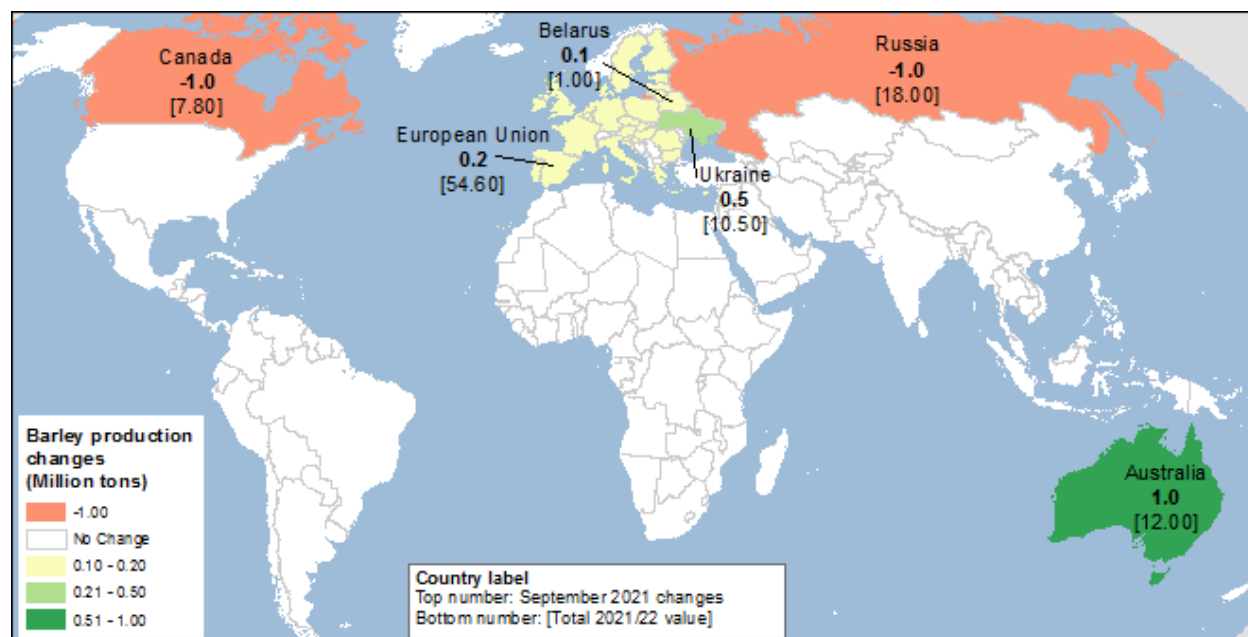 Canada
-1.0
[7.80]
Belarus
0.1
[1.00]
Russia
-1.0
[18.00]
European Union
0.2
[54.60]
Ukraine
0.5
[10.50]
Australia
1.0
[12.00]
Barley production
changes
(Million tons)
-1.00
No Change
0.10 - 0.20
0.21 - 0.50
0.51 - 1.00
Country label
Top number: September 2021 changes
Bottom number: [Total 2021/22 value]